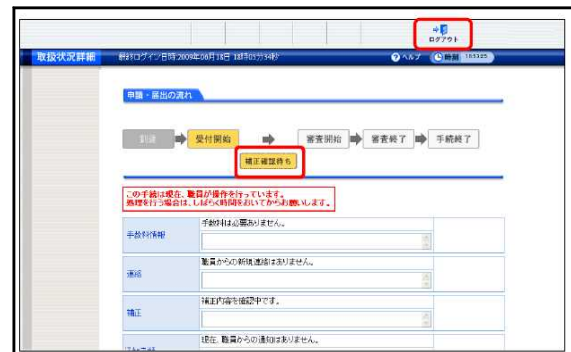 ログアウト
取扱状況詳細
最終ログイン日時:2009年06月18日 18時03分34秒
ヘルプ
時間
申請・届出の流れ
到達
受付開始
審査開始
審査終了
手続終了
補正確認待ち
この手続は現在、職員が操作を行っています。
処理を行う場合は、しばらく時間をおいてからお願いします。
手数料情報
手数料は必要ありません。
連絡
職員からの新規連絡はありません。
補正
補正内容を確認中です。
現在、職員からの通知はありません。